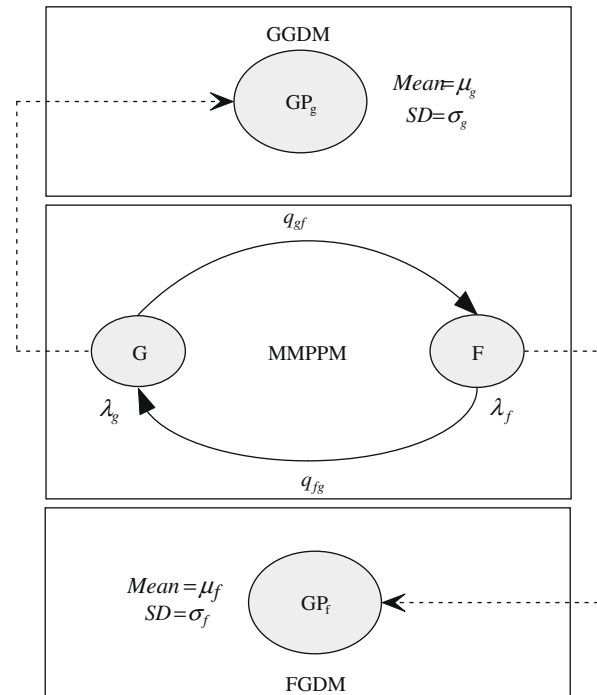 GGDM
GP_g
Mean=μ_g
SD=σ_g
q_gf
G
MMPPM
F
λ_g
λ_f
q_fg
Mean=μ_f
SD=σ_f
GP_f
FGDM